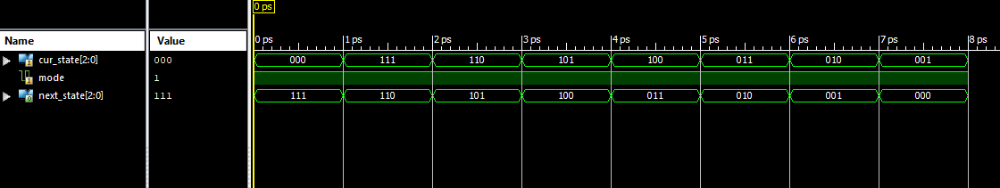 0 ps
Name Value 0 ps 1 ps 2 ps 3 ps 4 ps 5 ps 6 ps 7 ps 8 ps
cur_state[2:0] 000 000 111 110 101 100 011 010 001
mode 1
next_state[2:0] 111 111 110 101 100 011 010 001 000